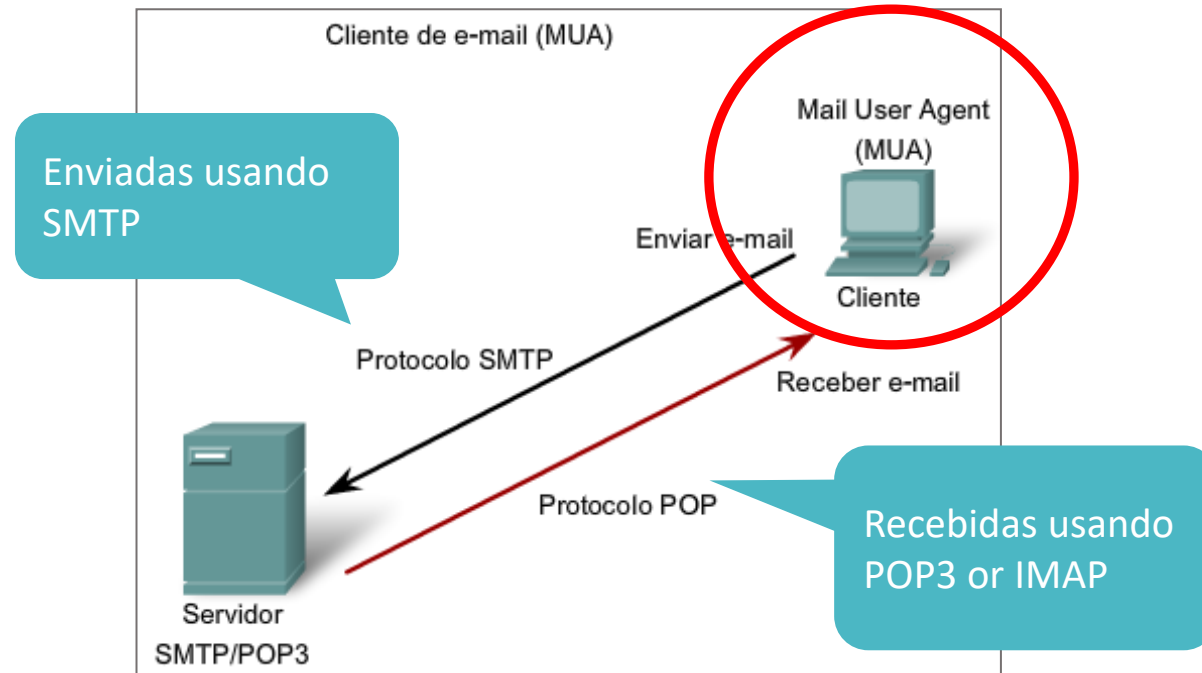 Cliente de e-mail (MUA)
Mail User Agent
(MUA)
Enviadas usando
SMTP
Enviar e-mail
Cliente
Protocolo SMTP
Receber e-mail
Protocolo POP
Recebidas usando
POP3 or IMAP
Servidor
SMTP/POP3